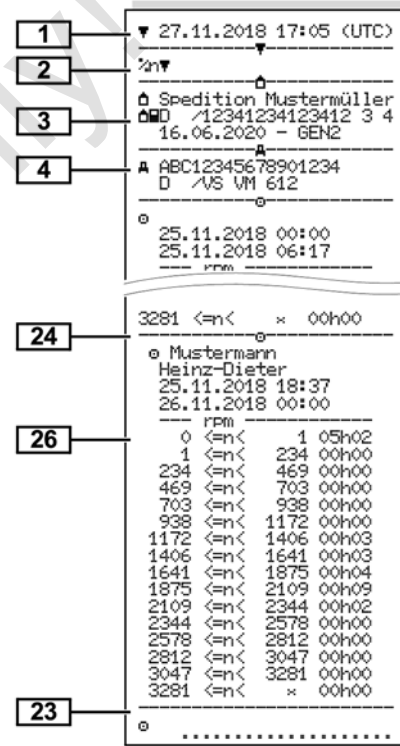 1
▼ 27.11.2018 17:05 (UTC)
2
%n▼
3
Spedition Mustermüller
D /12341234123412 3 4
16.06.2020 - GEN2
4
A ABC12345678901234
D /VS VM 612
25.11.2018 00:00
25.11.2018 06:17
--- rpm ---
3281 <=n< × 00h00
24
Mustermann
Heinz-Dieter
25.11.2018 18:37
26.11.2018 00:00
--- rpm ---
26
0 <=n< 1 05h02
1 <=n< 234 00h00
234 <=n< 469 00h00
469 <=n< 703 00h00
703 <=n< 938 00h00
938 <=n< 1172 00h00
1172 <=n< 1406 00h03
1406 <=n< 1641 00h03
1641 <=n< 1875 00h04
1875 <=n< 2109 00h09
2109 <=n< 2344 00h02
2344 <=n< 2578 00h00
2578 <=n< 2812 00h00
2812 <=n< 3047 00h00
3047 <=n< 3281 00h00
3281 <=n< × 00h00
23
....................